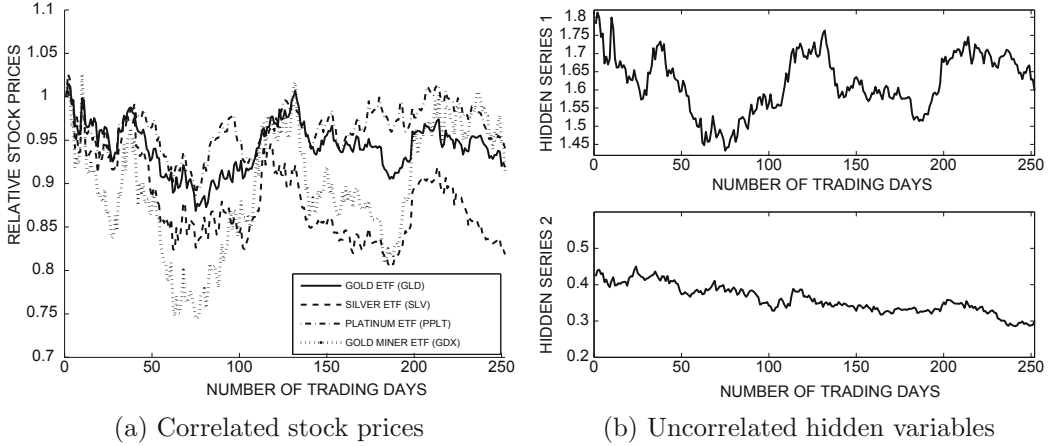 RELATIVE STOCK PRICES
1.1
1.05
1
0.95
0.9
0.85
0.8
0.75
0.7
GOLD ETF (GLD)
SILVER ETF (SLV)
PLATINUM ETF (PPLT)
GOLD MINER ETF (GDX)
0 50 100 150 200 250
NUMBER OF TRADING DAYS
(a) Correlated stock prices
HIDDEN SERIES 1
1.8
1.75
1.7
1.65
1.6
1.55
1.5
1.45
0 50 100 150 200 250
NUMBER OF TRADING DAYS
HIDDEN SERIES 2
0.5
0.4
0.3
0.2
0 50 100 150 200 250
NUMBER OF TRADING DAYS
(b) Uncorrelated hidden variables